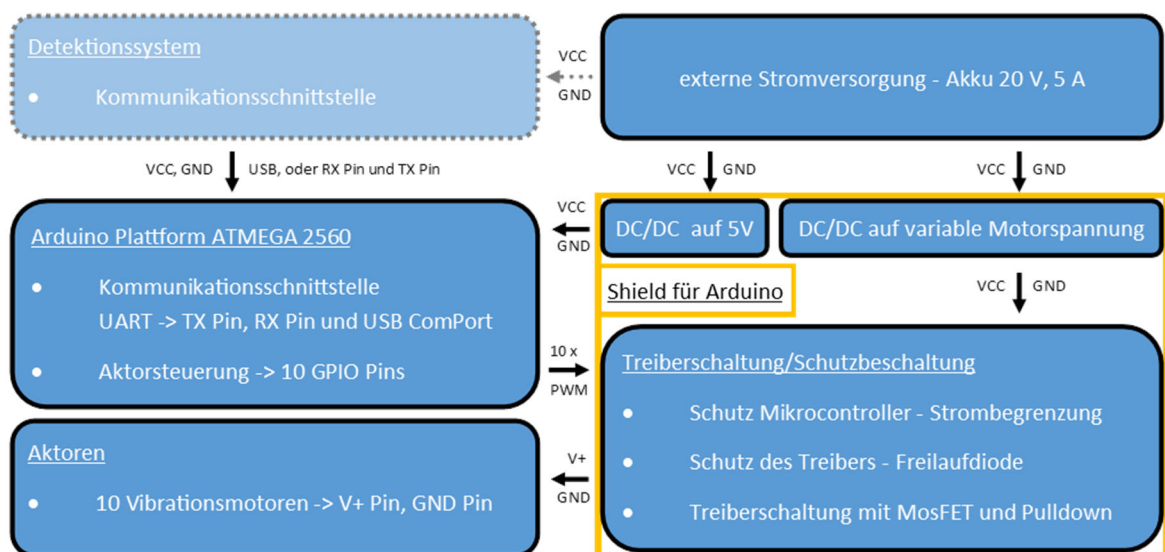 Detektionssystem
• Kommunikationsschnittstelle
VCC
GND
externe Stromversorgung - Akku 20 V, 5 A
VCC, GND
USB, oder RX Pin und TX Pin
VCC
GND
VCC
GND
Arduino Plattform ATMEGA 2560
• Kommunikationsschnittstelle
UART -> TX Pin, RX Pin und USB ComPort
• Aktorsteuerung -> 10 GPIO Pins
VCC
GND
DC/DC auf 5V
DC/DC auf variable Motorspannung
Shield für Arduino
VCC
GND
10 x
PWM
Treiberschaltung/Schutzbeschaltung
• Schutz Mikrocontroller - Strombegrenzung
• Schutz des Treibers - Freilaufdiode
• Treiberschaltung mit MosFET und Pulldown
Aktoren
• 10 Vibrationsmotoren -> V+ Pin, GND Pin
V+
GND